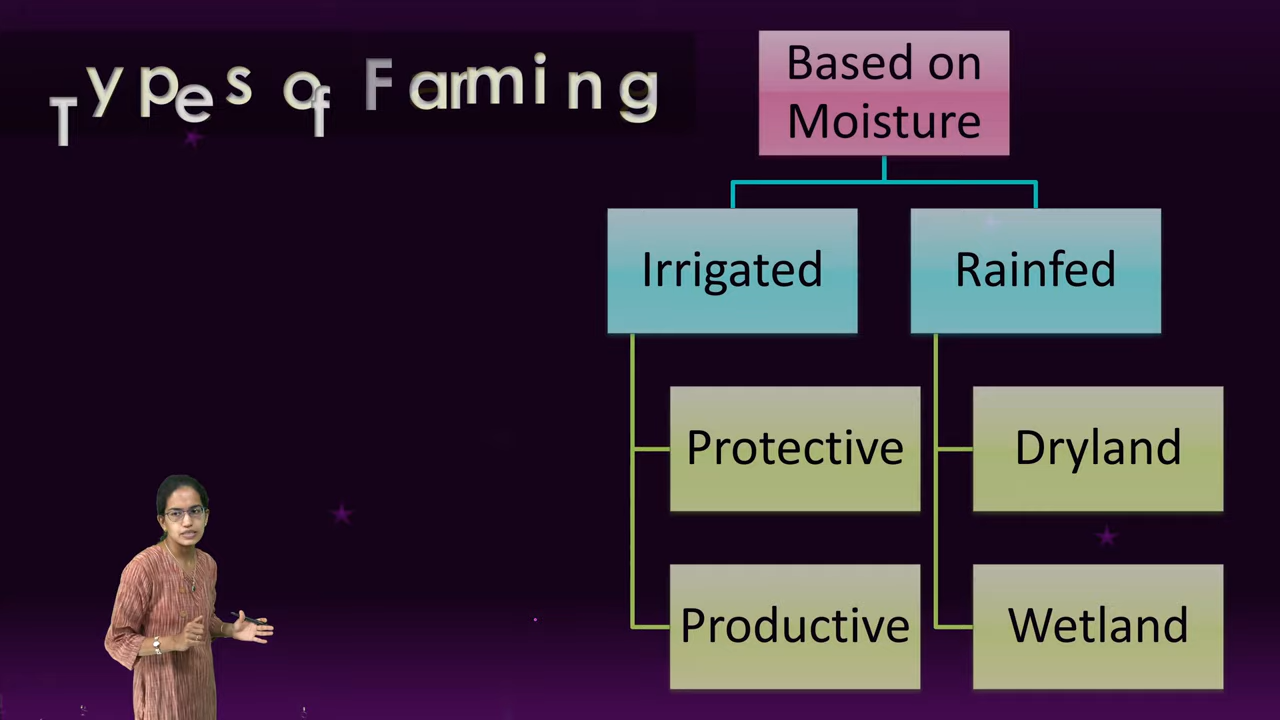 Types of Farming
Based on
Moisture
Irrigated
Rainfed
Protective
Dryland
Productive
Wetland